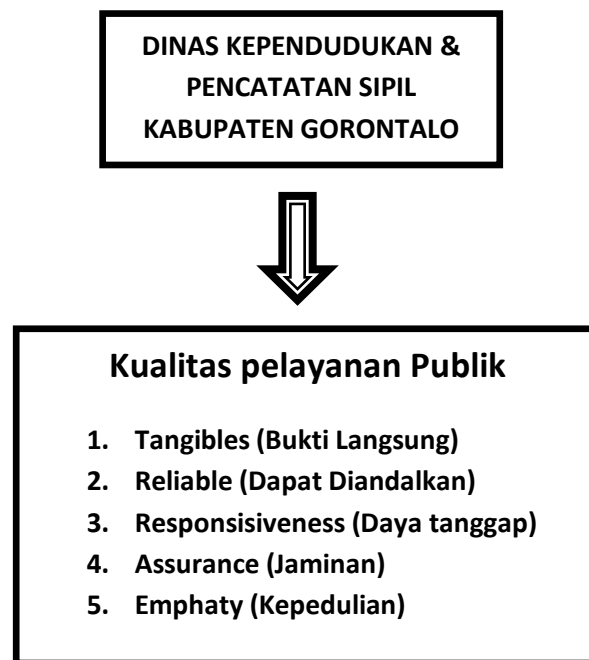 DINAS KEPENDUDUKAN &
PENCATATAN SIPIL
KABUPATEN GORONTALO
Kualitas pelayanan Publik
1. Tangibles (Bukti Langsung)
2. Reliable (Dapat Diandalkan)
3. Responsisiveness (Daya tanggap)
4. Assurance (Jaminan)
5. Emphaty (Kepedulian)